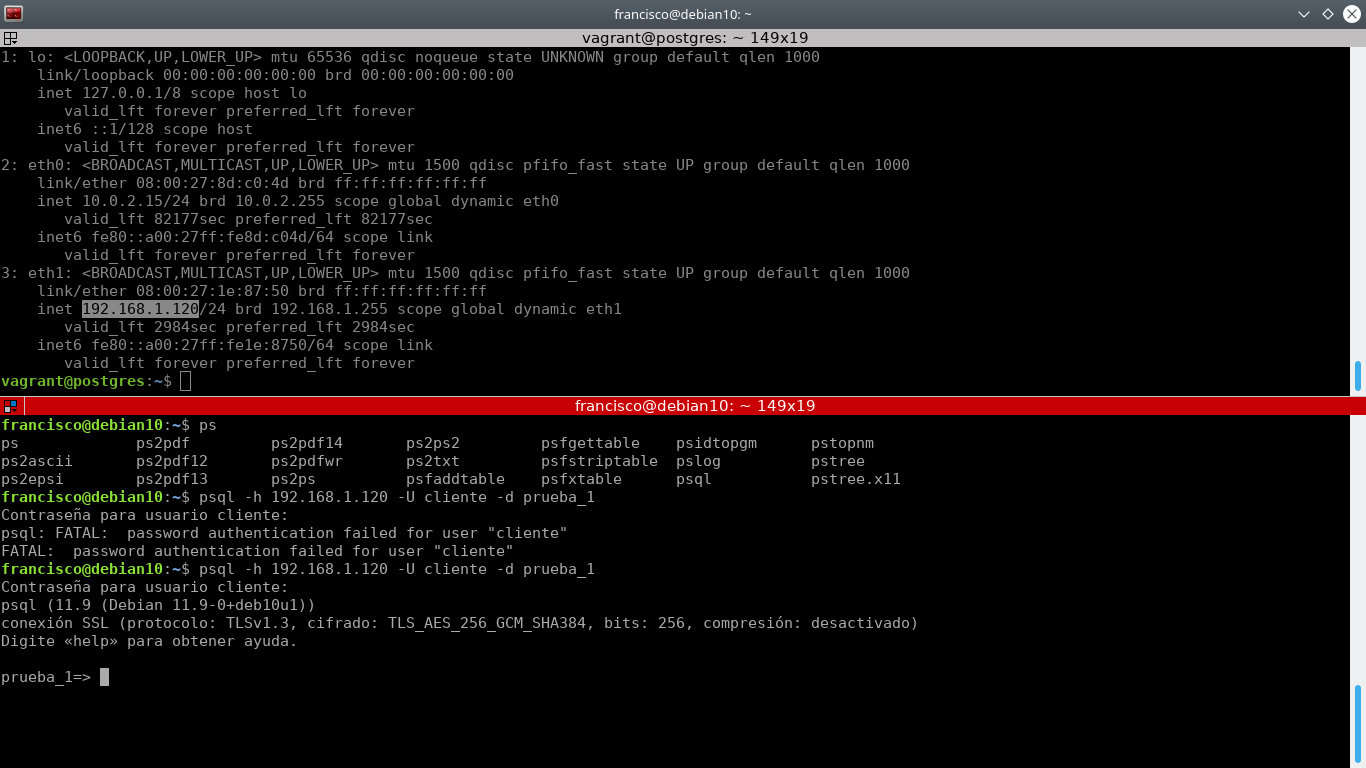 francisco@debian10: ~
vagrant@postgres: ~ 149x19
1: lo: <LOOPBACK,UP,LOWER_UP> mtu 65536 qdisc noqueue state UNKNOWN group default qlen 1000
    link/loopback 00:00:00:00:00:00 brd 00:00:00:00:00:00
    inet 127.0.0.1/8 scope host lo
       valid_lft forever preferred_lft forever
    inet6 ::1/128 scope host
       valid_lft forever preferred_lft forever
2: eth0: <BROADCAST,MULTICAST,UP,LOWER_UP> mtu 1500 qdisc pfifo_fast state UP group default qlen 1000
    link/ether 08:00:27:8d:c0:4d brd ff:ff:ff:ff:ff:ff
    inet 10.0.2.15/24 brd 10.0.2.255 scope global dynamic eth0
       valid_lft 82177sec preferred_lft 82177sec
    inet6 fe80::a00:27ff:fe8d:c04d/64 scope link
       valid_lft forever preferred_lft forever
3: eth1: <BROADCAST,MULTICAST,UP,LOWER_UP> mtu 1500 qdisc pfifo_fast state UP group default qlen 1000
    link/ether 08:00:27:1e:87:50 brd ff:ff:ff:ff:ff:ff
    inet 192.168.1.120/24 brd 192.168.1.255 scope global dynamic eth1
       valid_lft 2984sec preferred_lft 2984sec
    inet6 fe80::a00:27ff:fe1e:8750/64 scope link
       valid_lft forever preferred_lft forever
vagrant@postgres:~$
francisco@debian10: ~ 149x19
francisco@debian10:~$ ps
ps             ps2pdf         ps2pdf14       ps2ps2         psfgettable    psidtopgm      pstopnm
ps2ascii       ps2pdf12       ps2pdfwr       ps2txt         psfstriptable  pslog          pstree
ps2epsi        ps2pdf13       ps2ps          psfaddtable    psfxtable      psql           pstree.x11
francisco@debian10:~$ psql -h 192.168.1.120 -U cliente -d prueba_1
Contraseña para usuario cliente:
psql: FATAL:  password authentication failed for user "cliente"
FATAL:  password authentication failed for user "cliente"
francisco@debian10:~$ psql -h 192.168.1.120 -U cliente -d prueba_1
Contraseña para usuario cliente:
psql (11.9 (Debian 11.9-0+deb10u1))
conexión SSL (protocolo: TLSv1.3, cifrado: TLS_AES_256_GCM_SHA384, bits: 256, compresión: desactivado)
Digite «help» para obtener ayuda.
prueba_1=>